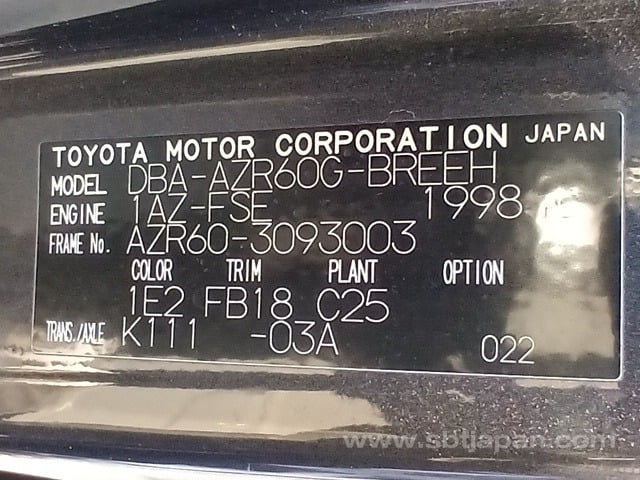 TOYOTA MOTOR CORPORATION JAPAN
MODEL DBA-AZR60G-BREEH
ENGINE 1AZ-FSE 1998
FRAME No. AZR60-3093003
COLOR TRIM PLANT OPTION
1E2 FB18 C25
TRANS./AXLE K111 -03A 022
www.sbtjapan.com